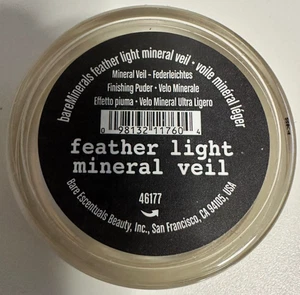 bareMinerals feather light mineral veil • voile minéral léger
Mineral Veil - Federleichtes
Finishing Puder • Velo Minerale
Effetto piuma • Velo Mineral Ultra Ligero
0 98132 11760 4
feather light
mineral veil
46177
Bare Escentuals Beauty, Inc., San Francisco, CA 94105, USA